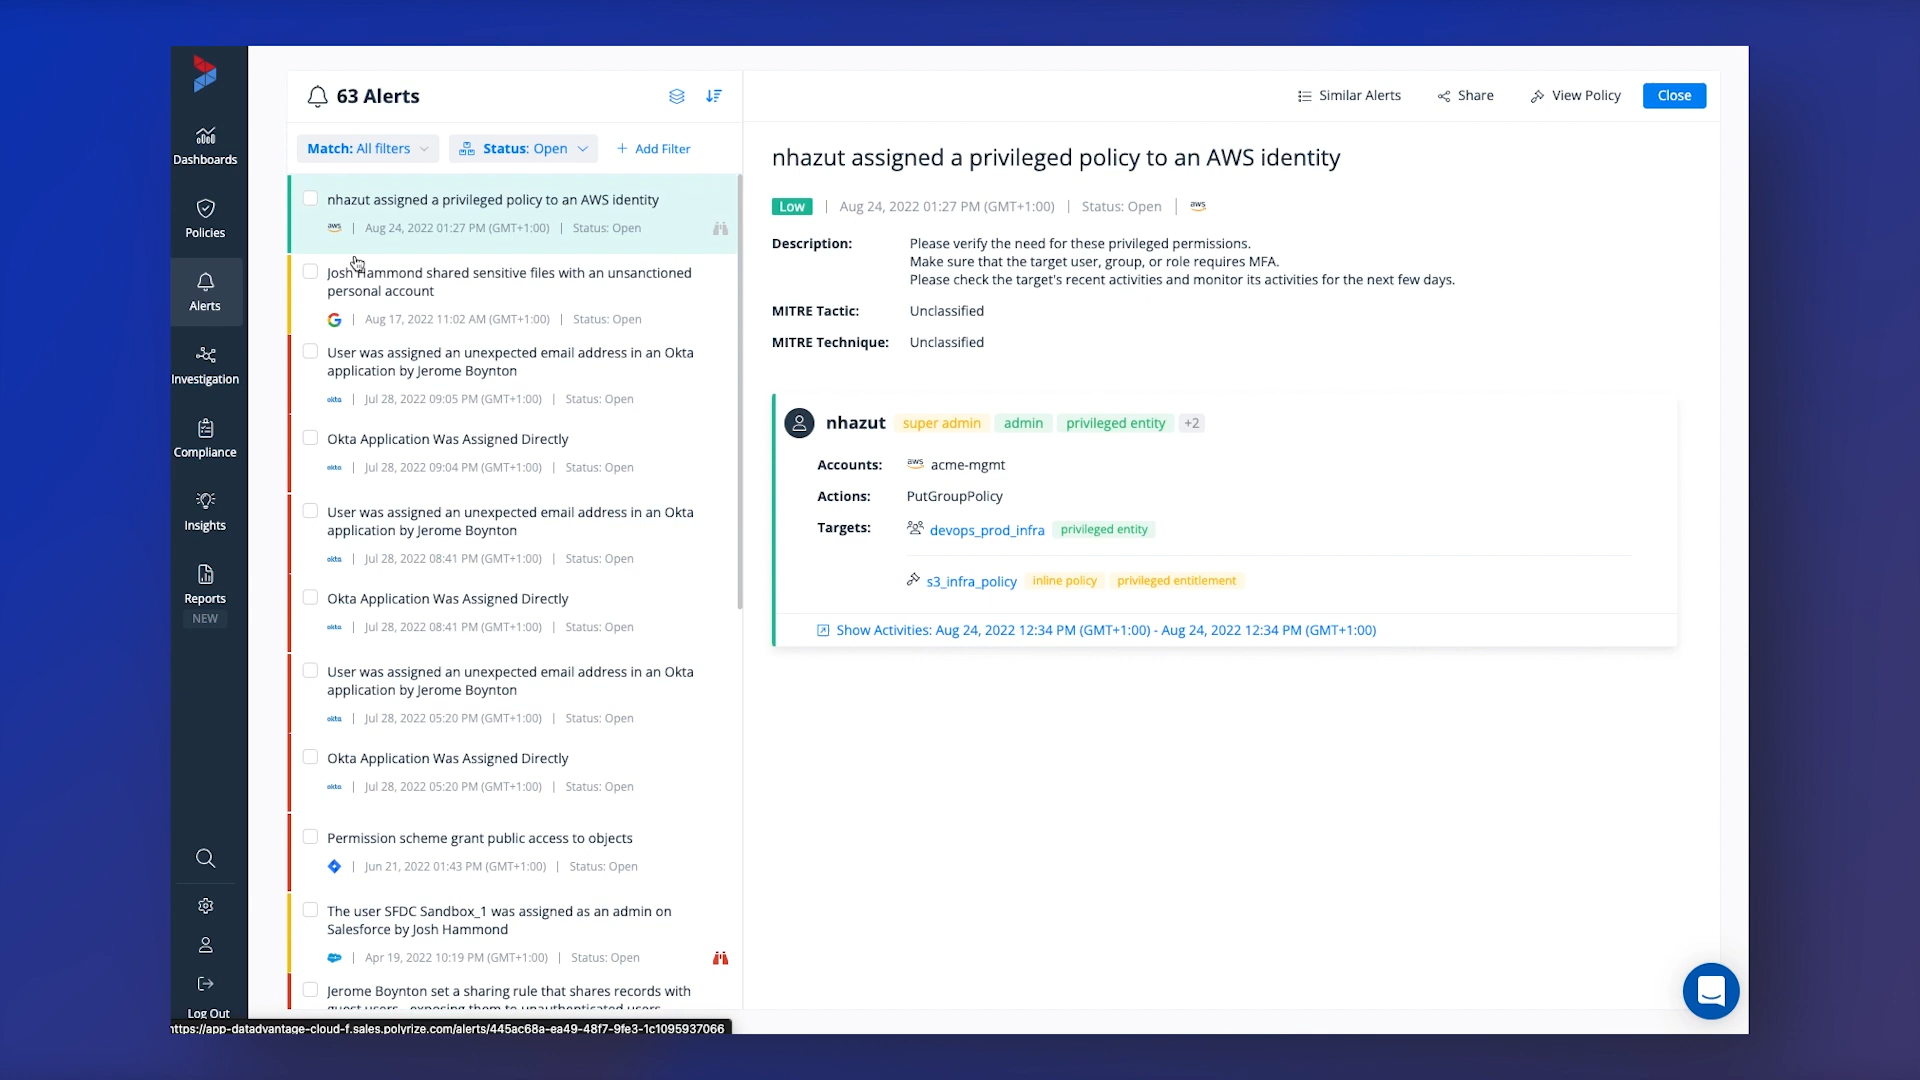 Dashboards
Policies
Alerts
Investigation
Compliance
Insights
Reports
NEW
Log Out
63 Alerts
Match: All filters
Status: Open
+ Add Filter
nhazut assigned a privileged policy to an AWS identity
aws | Aug 24, 2022 01:27 PM (GMT+1:00) | Status: Open
Josh Hammond shared sensitive files with an unsanctioned
personal account
G | Aug 17, 2022 11:02 AM (GMT+1:00) | Status: Open
User was assigned an unexpected email address in an Okta
application by Jerome Boynton
okta | Jul 28, 2022 09:05 PM (GMT+1:00) | Status: Open
Okta Application Was Assigned Directly
okta | Jul 28, 2022 09:04 PM (GMT+1:00) | Status: Open
User was assigned an unexpected email address in an Okta
application by Jerome Boynton
okta | Jul 28, 2022 08:41 PM (GMT+1:00) | Status: Open
Okta Application Was Assigned Directly
okta | Jul 28, 2022 08:41 PM (GMT+1:00) | Status: Open
User was assigned an unexpected email address in an Okta
application by Jerome Boynton
okta | Jul 28, 2022 05:20 PM (GMT+1:00) | Status: Open
Okta Application Was Assigned Directly
okta | Jul 28, 2022 05:20 PM (GMT+1:00) | Status: Open
Permission scheme grant public access to objects
| Jun 21, 2022 01:43 PM (GMT+1:00) | Status: Open
The user SFDC Sandbox_1 was assigned as an admin on
Salesforce by Josh Hammond
| Apr 19, 2022 10:19 PM (GMT+1:00) | Status: Open
Jerome Boynton set a sharing rule that shares records with
guest users - exposing them to unauthenticated users
https://app-datadvantage-cloud-f.sales.polyrize.com/alerts/445ac68a-ea49-48f7-9fe3-1c1095937066
Similar Alerts
Share
View Policy
Close
nhazut assigned a privileged policy to an AWS identity
Low | Aug 24, 2022 01:27 PM (GMT+1:00) | Status: Open | aws
Description: Please verify the need for these privileged permissions.
Make sure that the target user, group, or role requires MFA.
Please check the target's recent activities and monitor its activities for the next few days.
MITRE Tactic: Unclassified
MITRE Technique: Unclassified
nhazut super admin admin privileged entity +2
Accounts: aws acme-mgmt
Actions: PutGroupPolicy
Targets: devops_prod_infra privileged entity
s3_infra_policy inline policy privileged entitlement
Show Activities: Aug 24, 2022 12:34 PM (GMT+1:00) - Aug 24, 2022 12:34 PM (GMT+1:00)